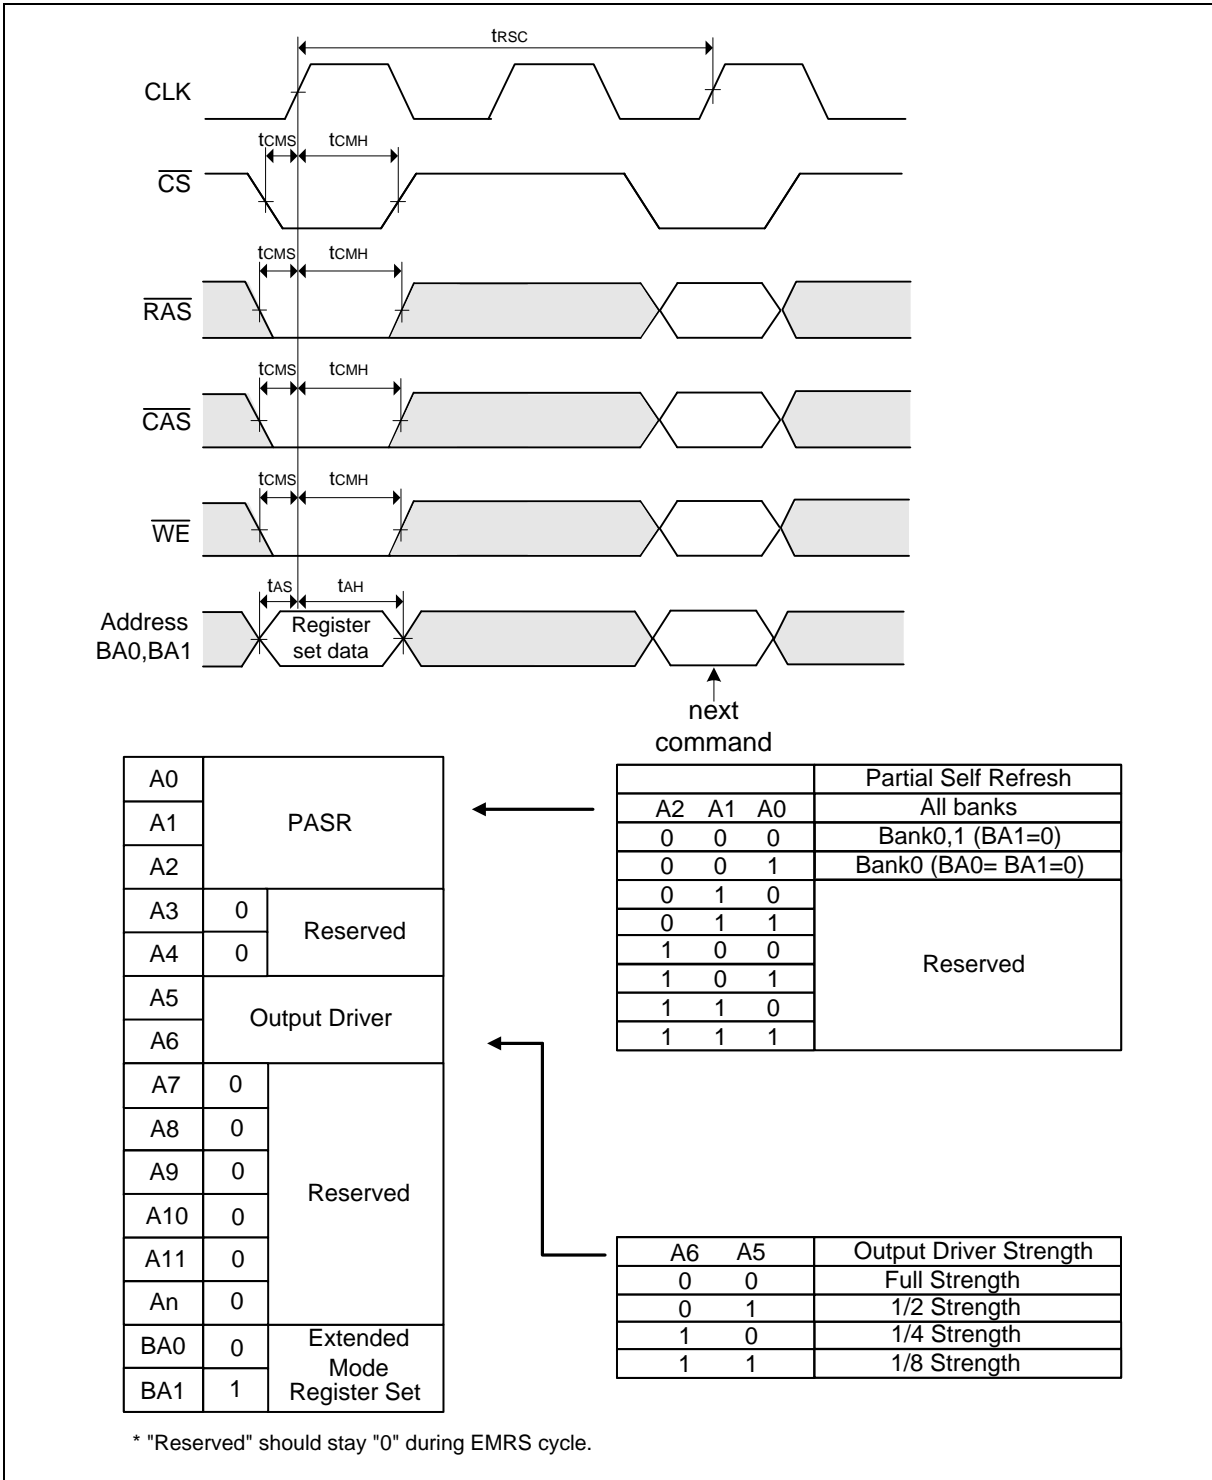 tRSC
CLK
tCMS tCMH
CS
tCMS tCMH
RAS
tCMS tCMH
CAS
tCMS tCMH
WE
tAS tAH
Address
BA0,BA1
Register
set data
next
command
A0
A1
A2
PASR
A3 0
A4 0
Reserved
A5
A6
Output Driver
A7 0
A8 0
A9 0
A10 0
A11 0
An 0
Reserved
BA0 0
BA1 1
Extended
Mode
Register Set
Partial Self Refresh
A2 A1 A0 All banks
0 0 0 Bank0,1 (BA1=0)
0 0 1 Bank0 (BA0= BA1=0)
0 1 0
0 1 1
1 0 0
1 0 1
1 1 0
1 1 1
Reserved
A6 A5 Output Driver Strength
0 0 Full Strength
0 1 1/2 Strength
1 0 1/4 Strength
1 1 1/8 Strength
* "Reserved" should stay "0" during EMRS cycle.